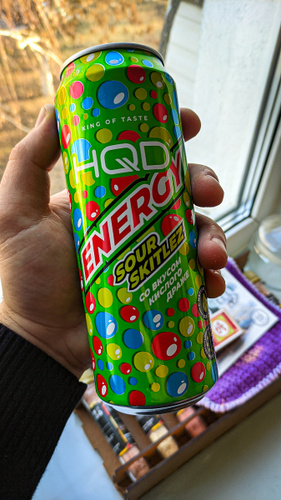 KING OF TASTE
HQD
ENERGY
SOUR
SKITLEZ
СО ВКУСОМ
КИСЛОГО
ДРАЖЕ